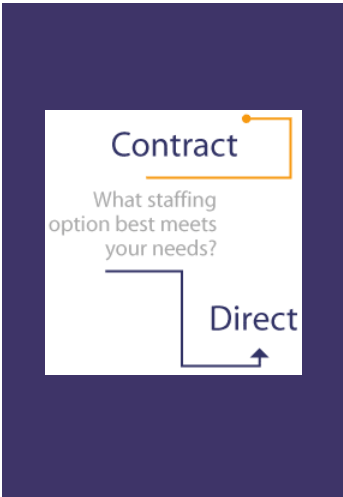 Contract
What staffing
option best meets
your needs?
Direct